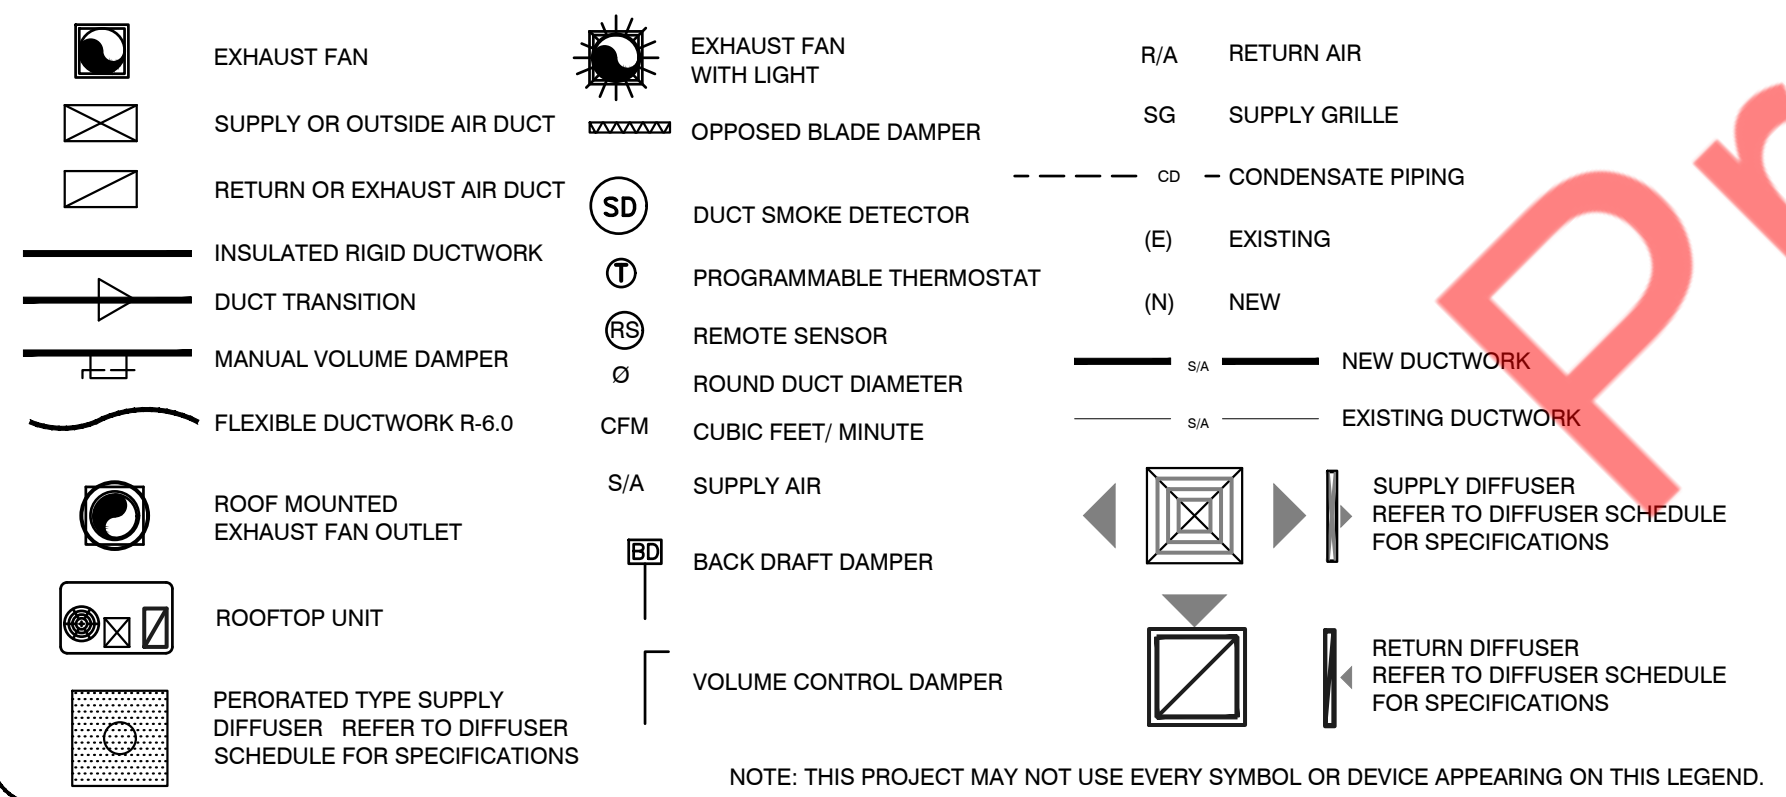 EXHAUST FAN
SUPPLY OR OUTSIDE AIR DUCT
RETURN OR EXHAUST AIR DUCT
INSULATED RIGID DUCTWORK
DUCT TRANSITION
MANUAL VOLUME DAMPER
FLEXIBLE DUCTWORK R-6.0
ROOF MOUNTED
EXHAUST FAN OUTLET
ROOFTOP UNIT
PERORATED TYPE SUPPLY
DIFFUSER REFER TO DIFFUSER
SCHEDULE FOR SPECIFICATIONS
EXHAUST FAN
WITH LIGHT
OPPOSED BLADE DAMPER
SD DUCT SMOKE DETECTOR
T PROGRAMMABLE THERMOSTAT
RS REMOTE SENSOR
Ø ROUND DUCT DIAMETER
CFM CUBIC FEET/ MINUTE
S/A SUPPLY AIR
BD BACK DRAFT DAMPER
VOLUME CONTROL DAMPER
R/A RETURN AIR
SG SUPPLY GRILLE
CD CONDENSATE PIPING
(E) EXISTING
(N) NEW
S/A NEW DUCTWORK
S/A EXISTING DUCTWORK
SUPPLY DIFFUSER
REFER TO DIFFUSER SCHEDULE
FOR SPECIFICATIONS
RETURN DIFFUSER
REFER TO DIFFUSER SCHEDULE
FOR SPECIFICATIONS
NOTE: THIS PROJECT MAY NOT USE EVERY SYMBOL OR DEVICE APPEARING ON THIS LEGEND.
Pr